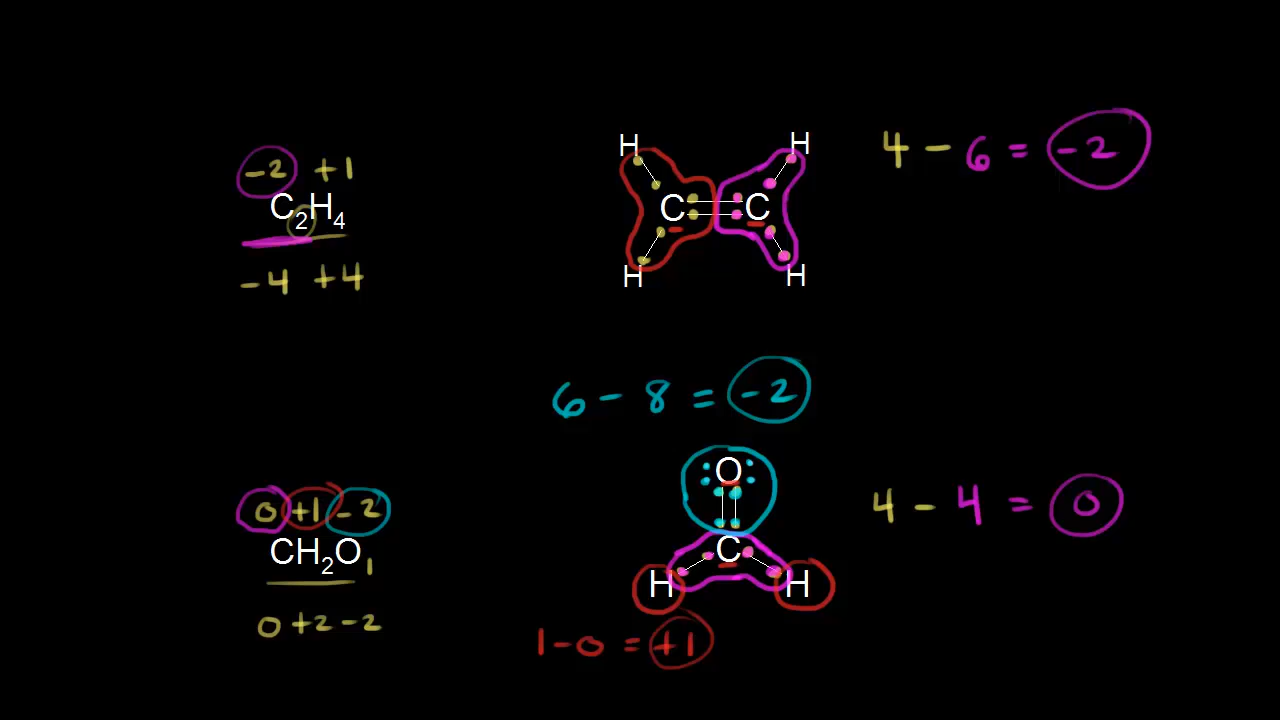 -2 +1
C₂H₄
-4 +4
H H
C C
H H
4 - 6 = -2
6 - 8 = -2
0 +1 -2
CH₂O₁
0 +2 -2
O
C
H H
1 - 0 = +1
4 - 4 = 0